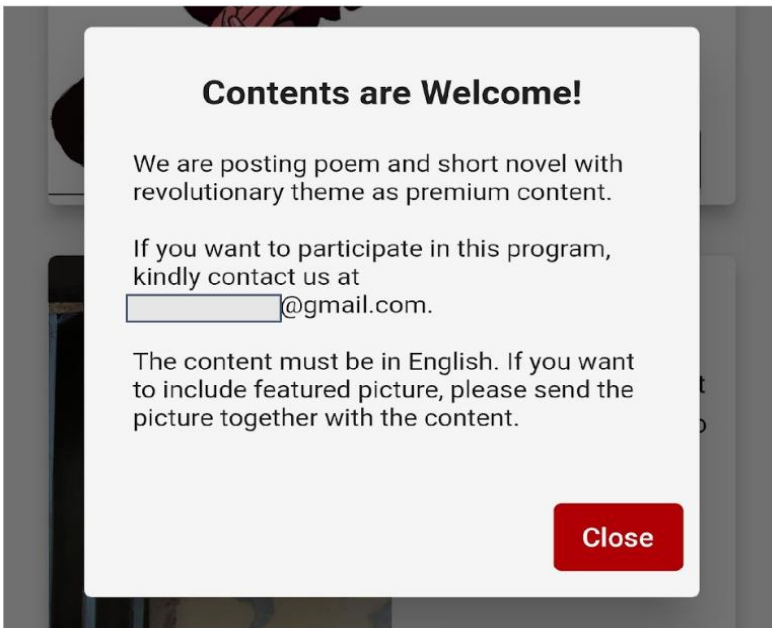 Contents are Welcome!
We are posting poem and short novel with
revolutionary theme as premium content.
If you want to participate in this program,
kindly contact us at
@gmail.com.
The content must be in English. If you want
to include featured picture, please send the
picture together with the content.
Close